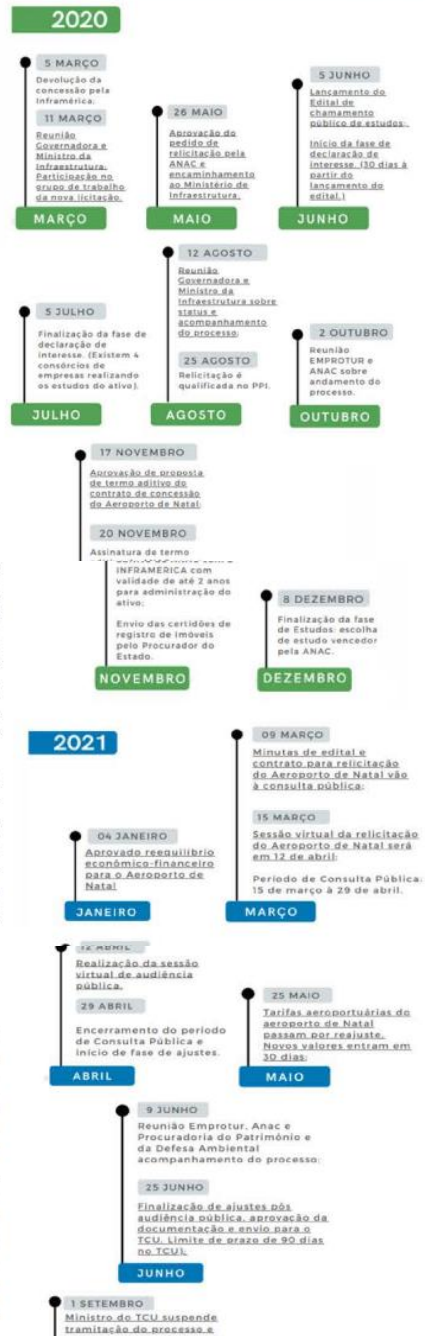 2020
5 MARÇO
Devolução da
concessão pela
Inframérica;
11 MARÇO
Reunião
Governadora e
Ministro da
Infraestrutura.
Participação no
grupo de trabalho
da nova licitação.
MARÇO
26 MAIO
Aprovação do
pedido de
relicitação pela
ANAC e
encaminhamento
ao Ministério de
Infraestrutura.
MAIO
5 JUNHO
Lançamento do
Edital de
chamamento
público de estudos;
Início da fase de
declaração de
interesse. (30 dias à
partir do
lançamento do
edital.)
JUNHO
5 JULHO
Finalização da fase de
declaração de
interesse. (Existem 4
consórcios de
empresas realizando
os estudos do ativo).
JULHO
12 AGOSTO
Reunião
Governadora e
Ministro da
Infraestrutura sobre
status e
acompanhamento
do processo;
25 AGOSTO
Relicitação é
qualificada no PPI.
AGOSTO
2 OUTUBRO
Reunião
EMPROTUR e
ANAC sobre
andamento do
processo.
OUTUBRO
17 NOVEMBRO
Aprovação de proposta
de termo aditivo do
contrato de concessão
do Aeroporto de Natal;
20 NOVEMBRO
Assinatura de termo
INFRAMERICA com
validade de até 2 anos
para administração do
ativo;
Envio das certidões de
registro de imóveis
pelo Procurador do
Estado.
NOVEMBRO
8 DEZEMBRO
Finalização da fase
de Estudos: escolha
de estudo vencedor
pela ANAC.
DEZEMBRO
2021
04 JANEIRO
Aprovado reequilíbrio
econômico-financeiro
para o Aeroporto de
Natal
JANEIRO
09 MARÇO
Minutas de edital e
contrato para relicitação
do Aeroporto de Natal vão
à consulta pública;
15 MARÇO
Sessão virtual da relicitação
do Aeroporto de Natal será
em 12 de abril;
Período de Consulta Pública:
15 de março à 29 de abril.
MARÇO
12 ABRIL
Realização da sessão
virtual de audiência
pública.
29 ABRIL
Encerramento do período
de Consulta Pública e
início de fase de ajustes.
ABRIL
25 MAIO
Tarifas aeroportuárias do
aeroporto de Natal
passam por reajuste.
Novos valores entram em
30 dias;
MAIO
9 JUNHO
Reunião Emprotur, Anac e
Procuradoria do Patrimônio e
da Defesa Ambiental
acompanhamento do processo;
25 JUNHO
Finalização de ajustes pós
audiência pública, aprovação da
documentação e envio para o
TCU. Limite de prazo de 90 dias
no TCU).
JUNHO
1 SETEMBRO
Ministro do TCU suspende
tramitação do processo e